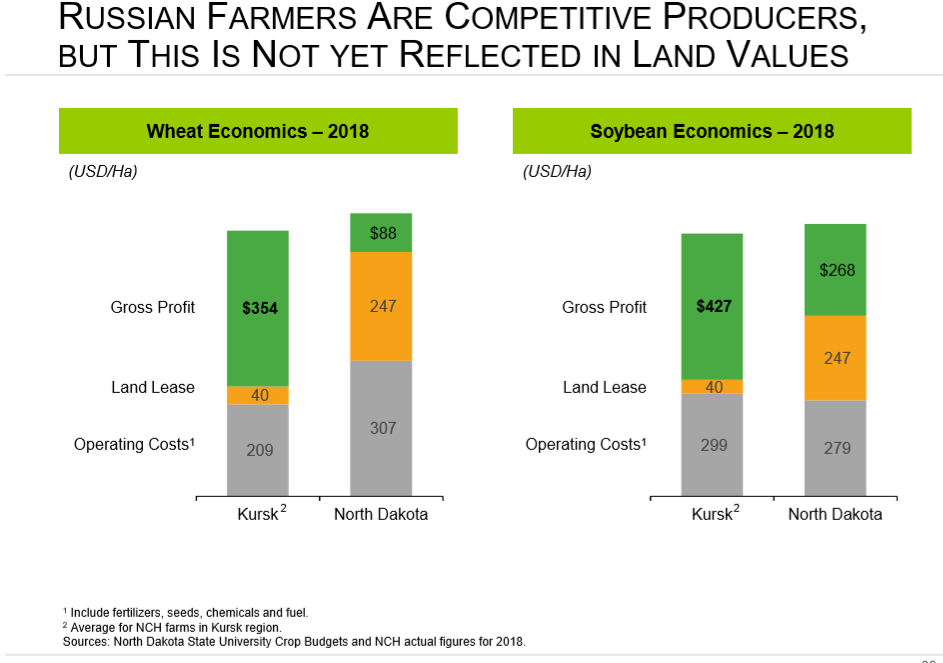 RUSSIAN FARMERS ARE COMPETITIVE PRODUCERS,
BUT THIS IS NOT YET REFLECTED IN LAND VALUES
Wheat Economics – 2018
(USD/Ha)
$88
Gross Profit
$354
247
Land Lease
40
307
Operating Costs¹
209
Kursk²
North Dakota
Soybean Economics – 2018
(USD/Ha)
$268
Gross Profit
$427
247
Land Lease
40
Operating Costs¹
299
279
Kursk²
North Dakota
¹ Include fertilizers, seeds, chemicals and fuel.
² Average for NCH farms in Kursk region.
Sources: North Dakota State University Crop Budgets and NCH actual figures for 2018.